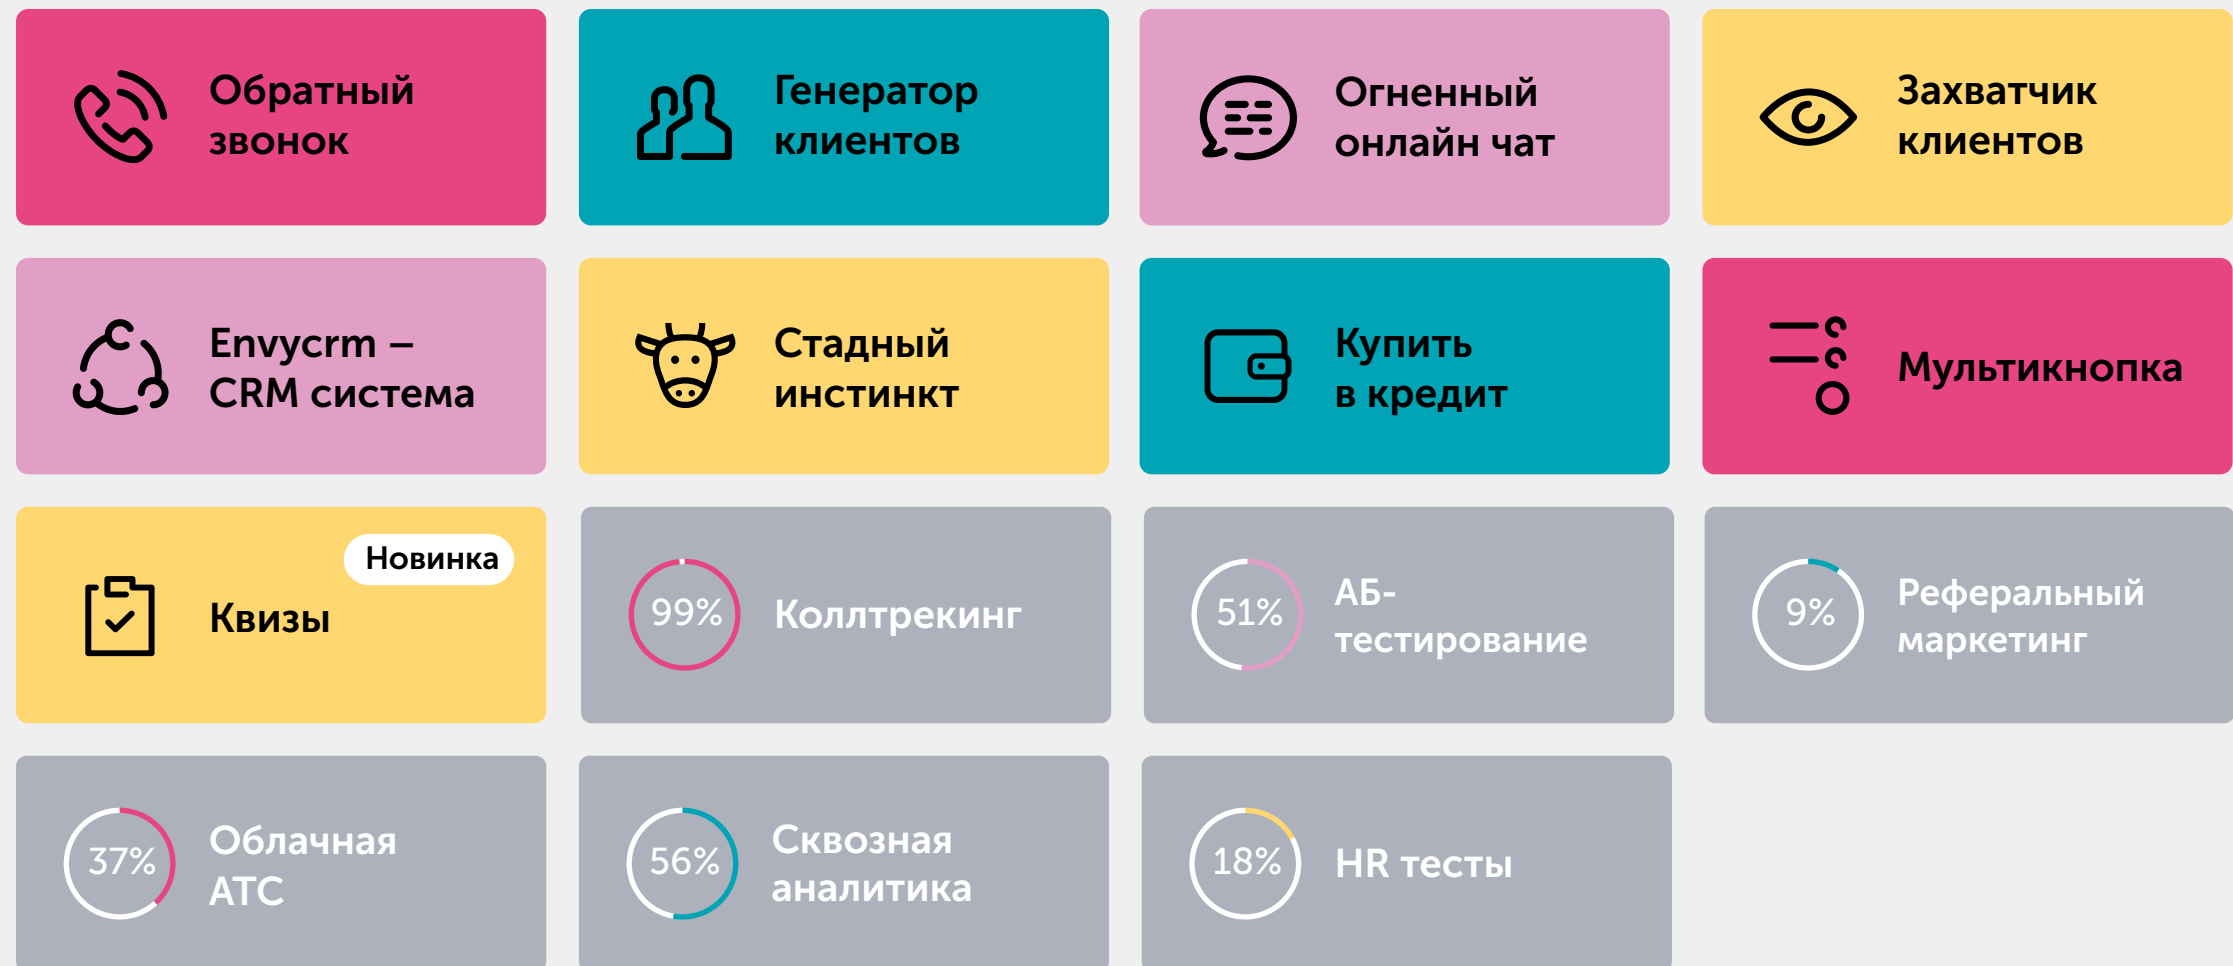 Обратный
звонок
Генератор
клиентов
Огненный
онлайн чат
Захватчик
клиентов
Envycrm –
CRM система
Стадный
инстинкт
Купить
в кредит
Мультикнопка
Новинка
Квизы
99%
Коллтрекинг
51%
АБ-
тестирование
9%
Реферальный
маркетинг
37%
Облачная
АТС
56%
Сквозная
аналитика
18%
HR тесты